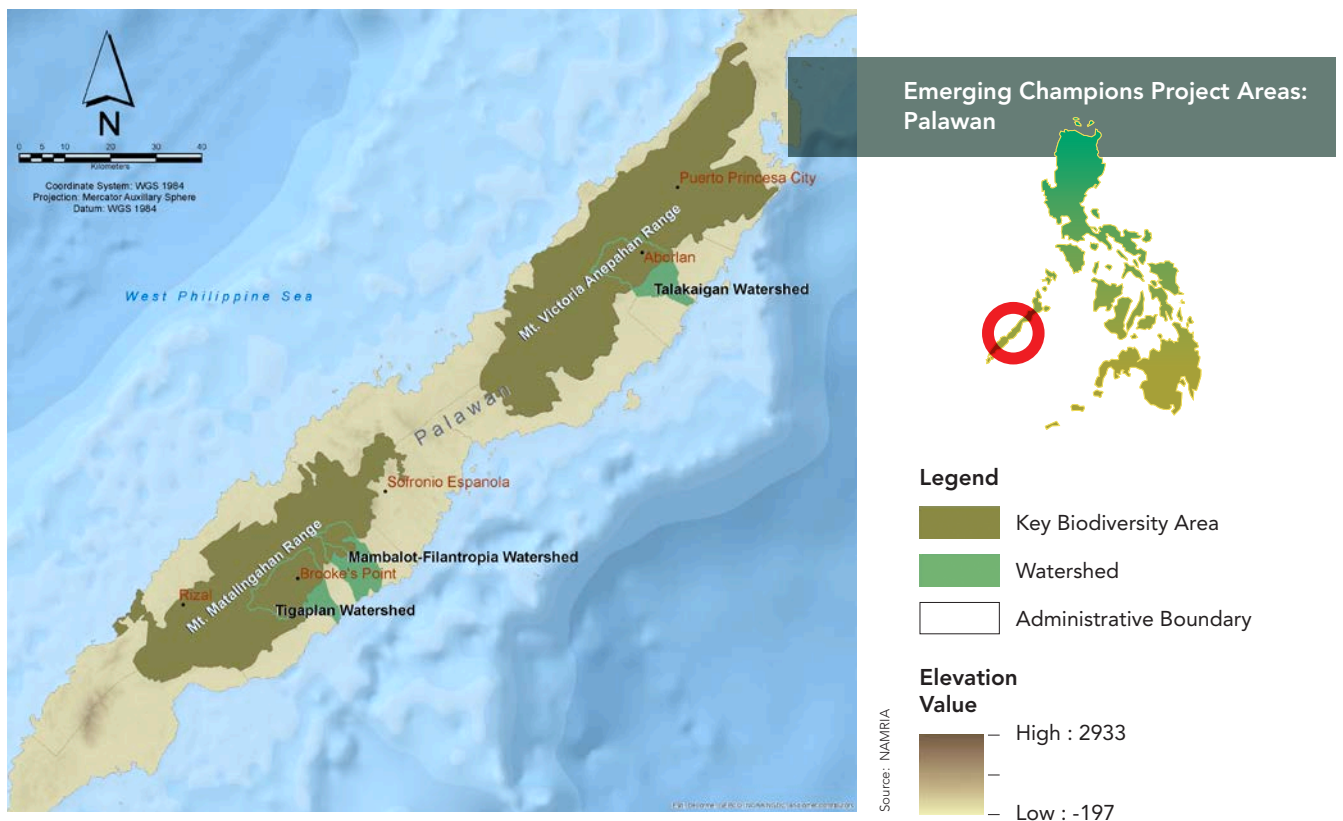 N
0 5 10 20 30 40
Kilometers
Coordinate System: WGS 1984
Projection: Mercator Auxillary Sphere
Datum: WGS 1984
West Philippine Sea
Puerto Princesa City
Mt. Victoria Anepahan Range
Aborlan
Talakaigan Watershed
Palawan
Sofronio Espanola
Mt. Matalingahan Range
Mambalot-Filantropia Watershed
Brooke's Point
Rizal
Tigaplan Watershed
Emerging Champions Project Areas:
Palawan
Legend
Key Biodiversity Area
Watershed
Administrative Boundary
Elevation
Value
High : 2933
Low : -197
Source: NAMRIA